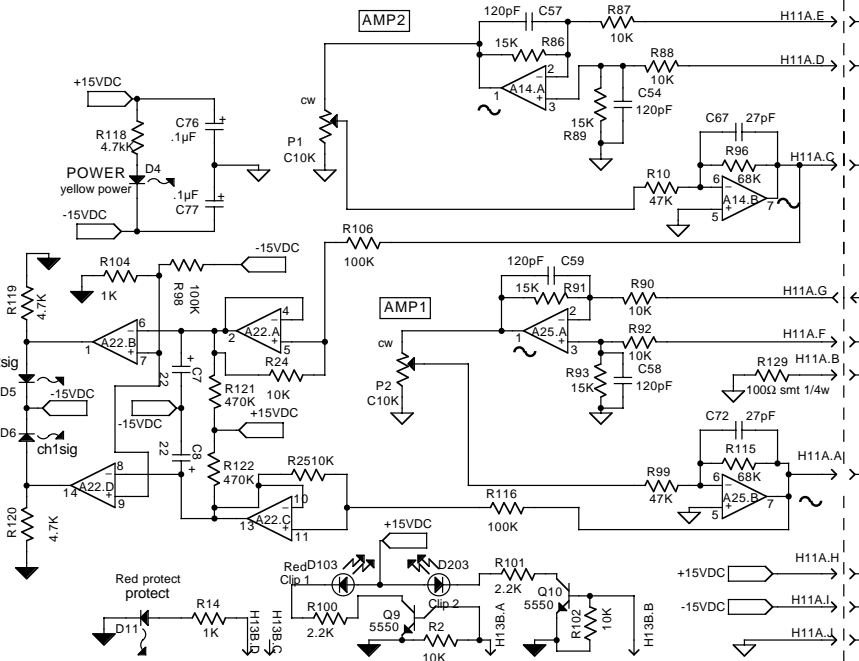 120pF C57
R87
H11A.E
AMP2
10K
15K R86
R88
H11A.D
10K
2
1
A14.A
3
C54
120pF
15K
R89
+15VDC
C76
.1µF
R118
4.7kK
cw
P1
C10K
C67 27pF
R96
H11A.C
68K
POWER
D4
yellow power
.1µF
C77
R10
47K
6
A14.B
5
7
-15VDC
R106
100K
-15VDC
R104
1K
R98
100K
120pF C59
15K R91
R90
H11A.G
10K
R119
4.7K
AMP1
4
A22.A
2
5
6
A22.B
1
7
2
A25.A
1
3
R92
H11A.F
10K
cw
P2
C10K
R24
10K
R93
15K
C58
120pF
R129
H11A.B
100Ω smt 1/4w
sig
D5
-15VDC
C7
22
-15VDC
R121
470K
+15VDC
C72 27pF
R115
H11A.A
68K
D6
ch1sig
C8
22
R122
470K
R2510K
R99
47K
6
A25.B
5
7
8
A22.D
14
9
R116
100K
10
A22.C
13
11
R120
4.7K
+15VDC
Red D103
Clip 1
D203
Clip 2
R101
2.2K
Q10
5550
+15VDC
H11A.H
Red protect
protect
R14
1K
D11
H13B.D
H13B.C
R100
2.2K
Q9
5550
R2
10K
H13B.A
R102
10K
H13B.B
-15VDC
H11A.I
H11A.J